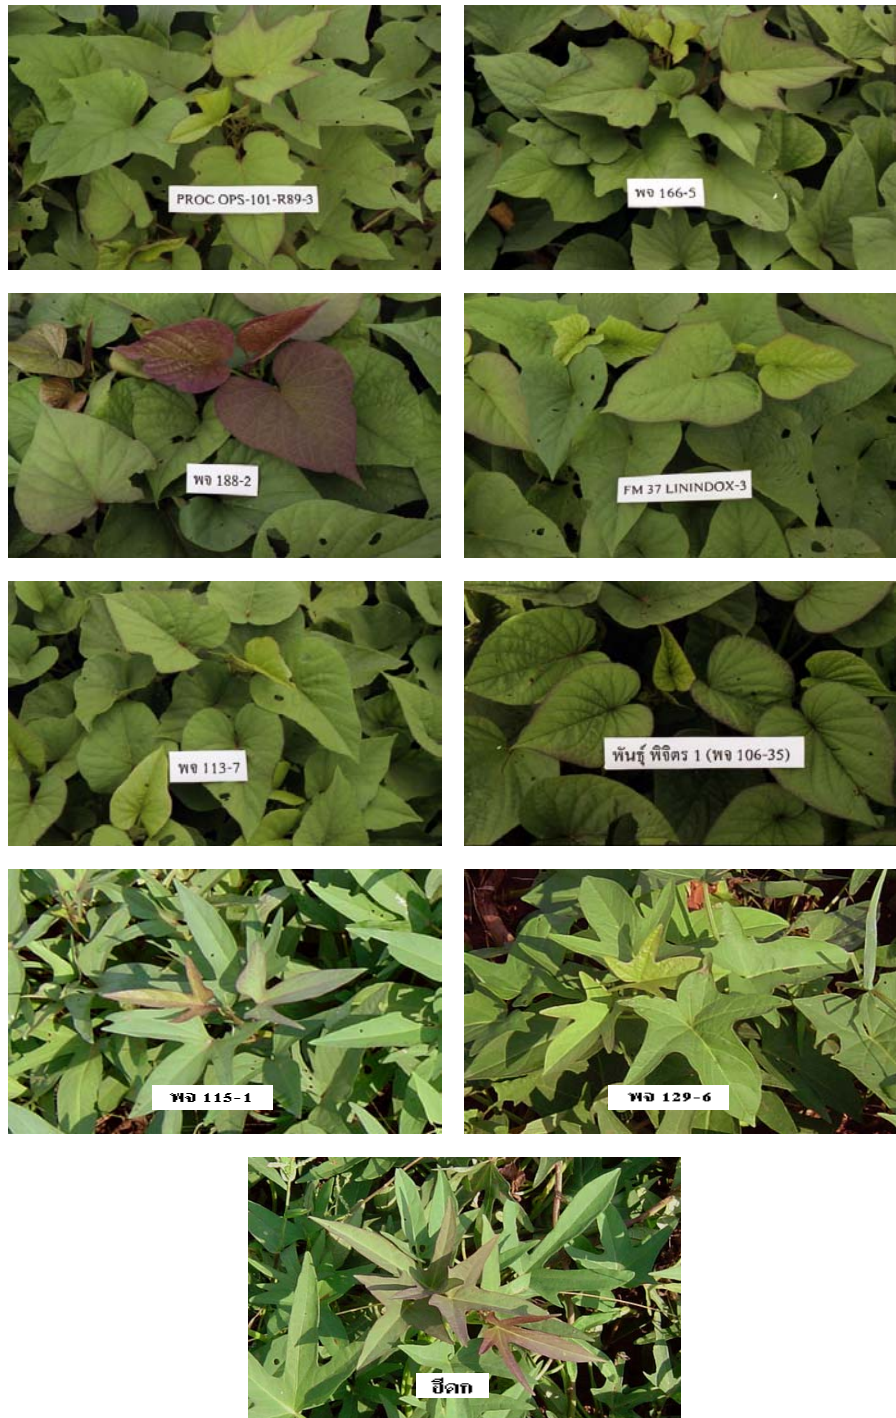 PROC OPS-101-R89-3
พจ 166-5
พจ 188-2
FM 37 LININDOX-3
พจ 113-7
พันธุ์ พิจิตร 1 (พจ 106-35)
พจ 115-1
พจ 129-6
ฮีดก